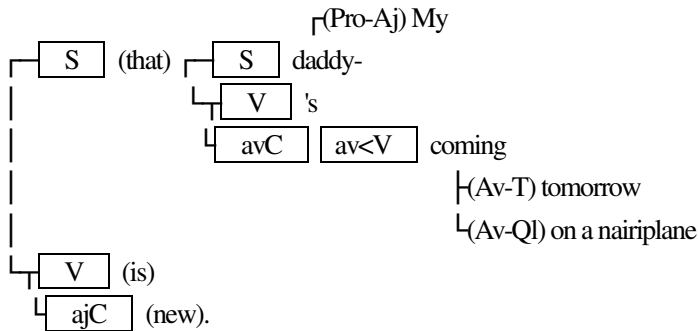 (Pro-Aj) My
S (that) S daddy-
V 's
avC av<V coming
(Av-T) tomorrow
(Av-Ql) on a nairiplane
V (is)
ajC (new).